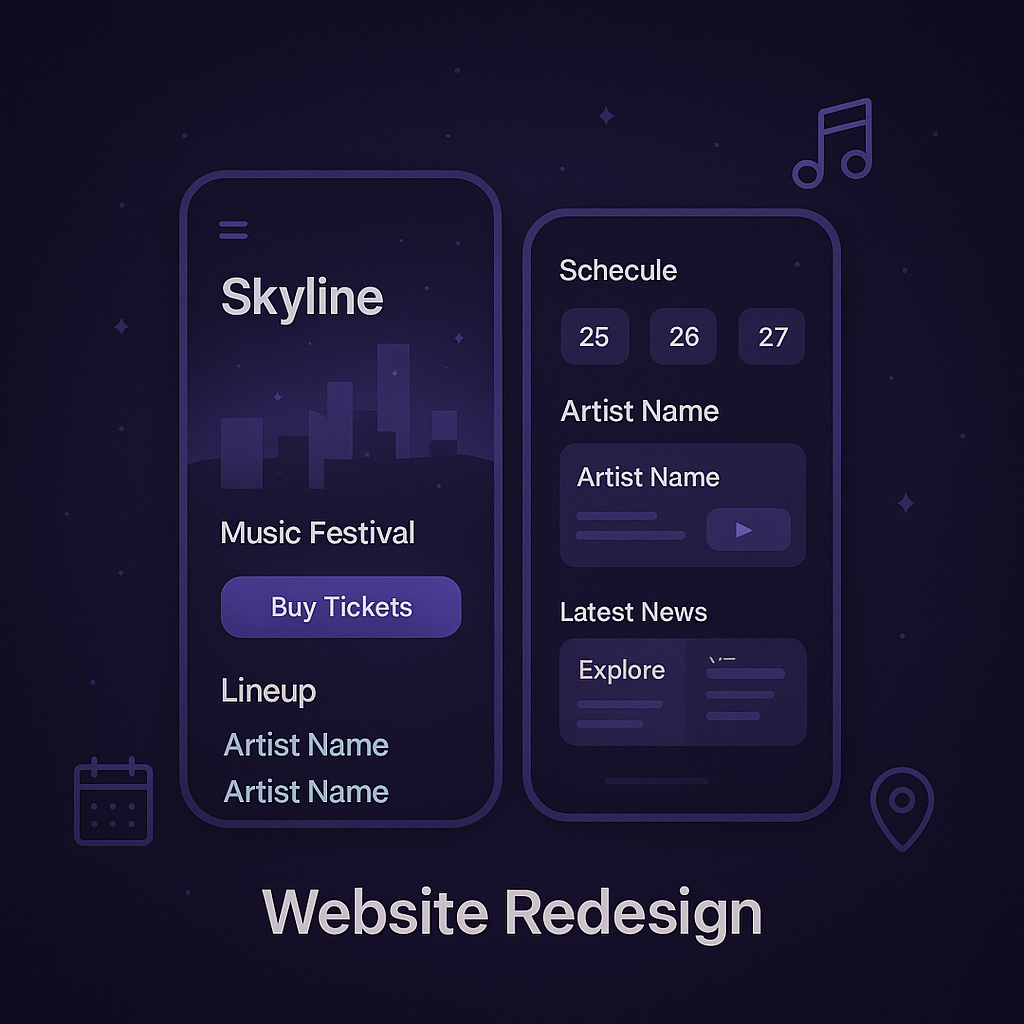 Skyline
Music Festival
Buy Tickets
Lineup
Artist Name
Artist Name
Schecule
25 26 27
Artist Name
Artist Name
Latest News
Explore
Website Redesign